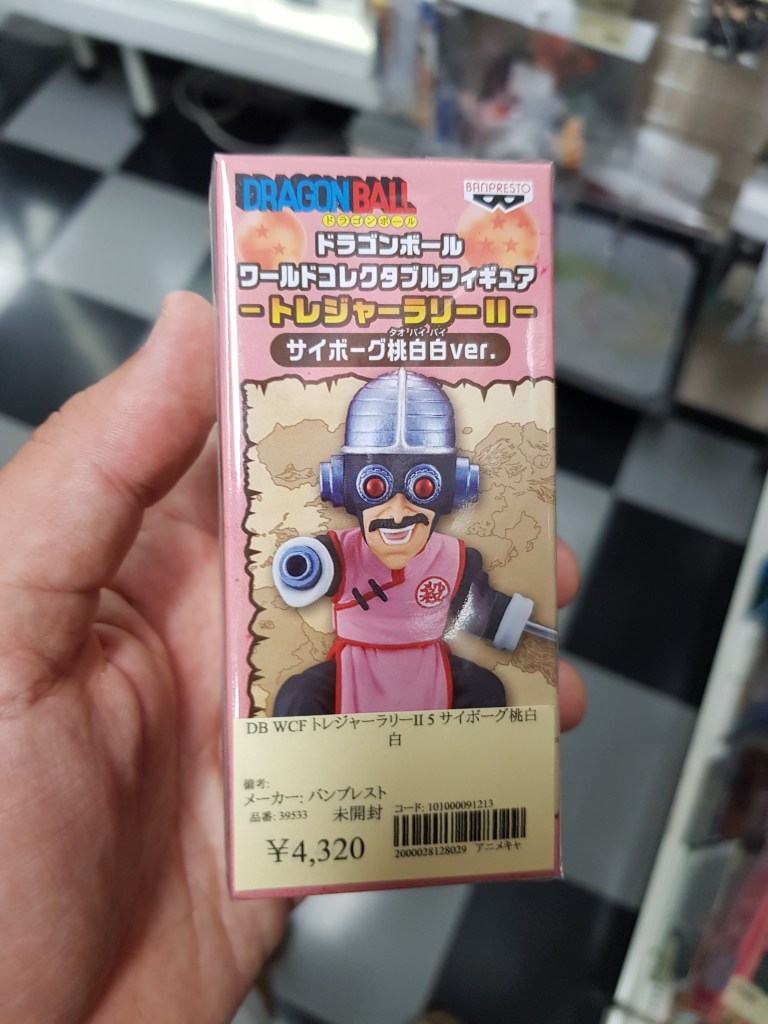 DRAGONBALL
ドラゴンボール
BANPRESTO
ドラゴンボール
ワールドコレクタブルフィギュア
-トレジャーラリーII-
タオパイパイ
サイボーグ桃白白ver.
殺
DB WCF トレジャーラリーII 5 サイボーグ桃白
白
備考:
メーカー: バンプレスト
品番: 39533 未開封
コード: 101000091213
¥4,320
2000028128029 アニメキャ